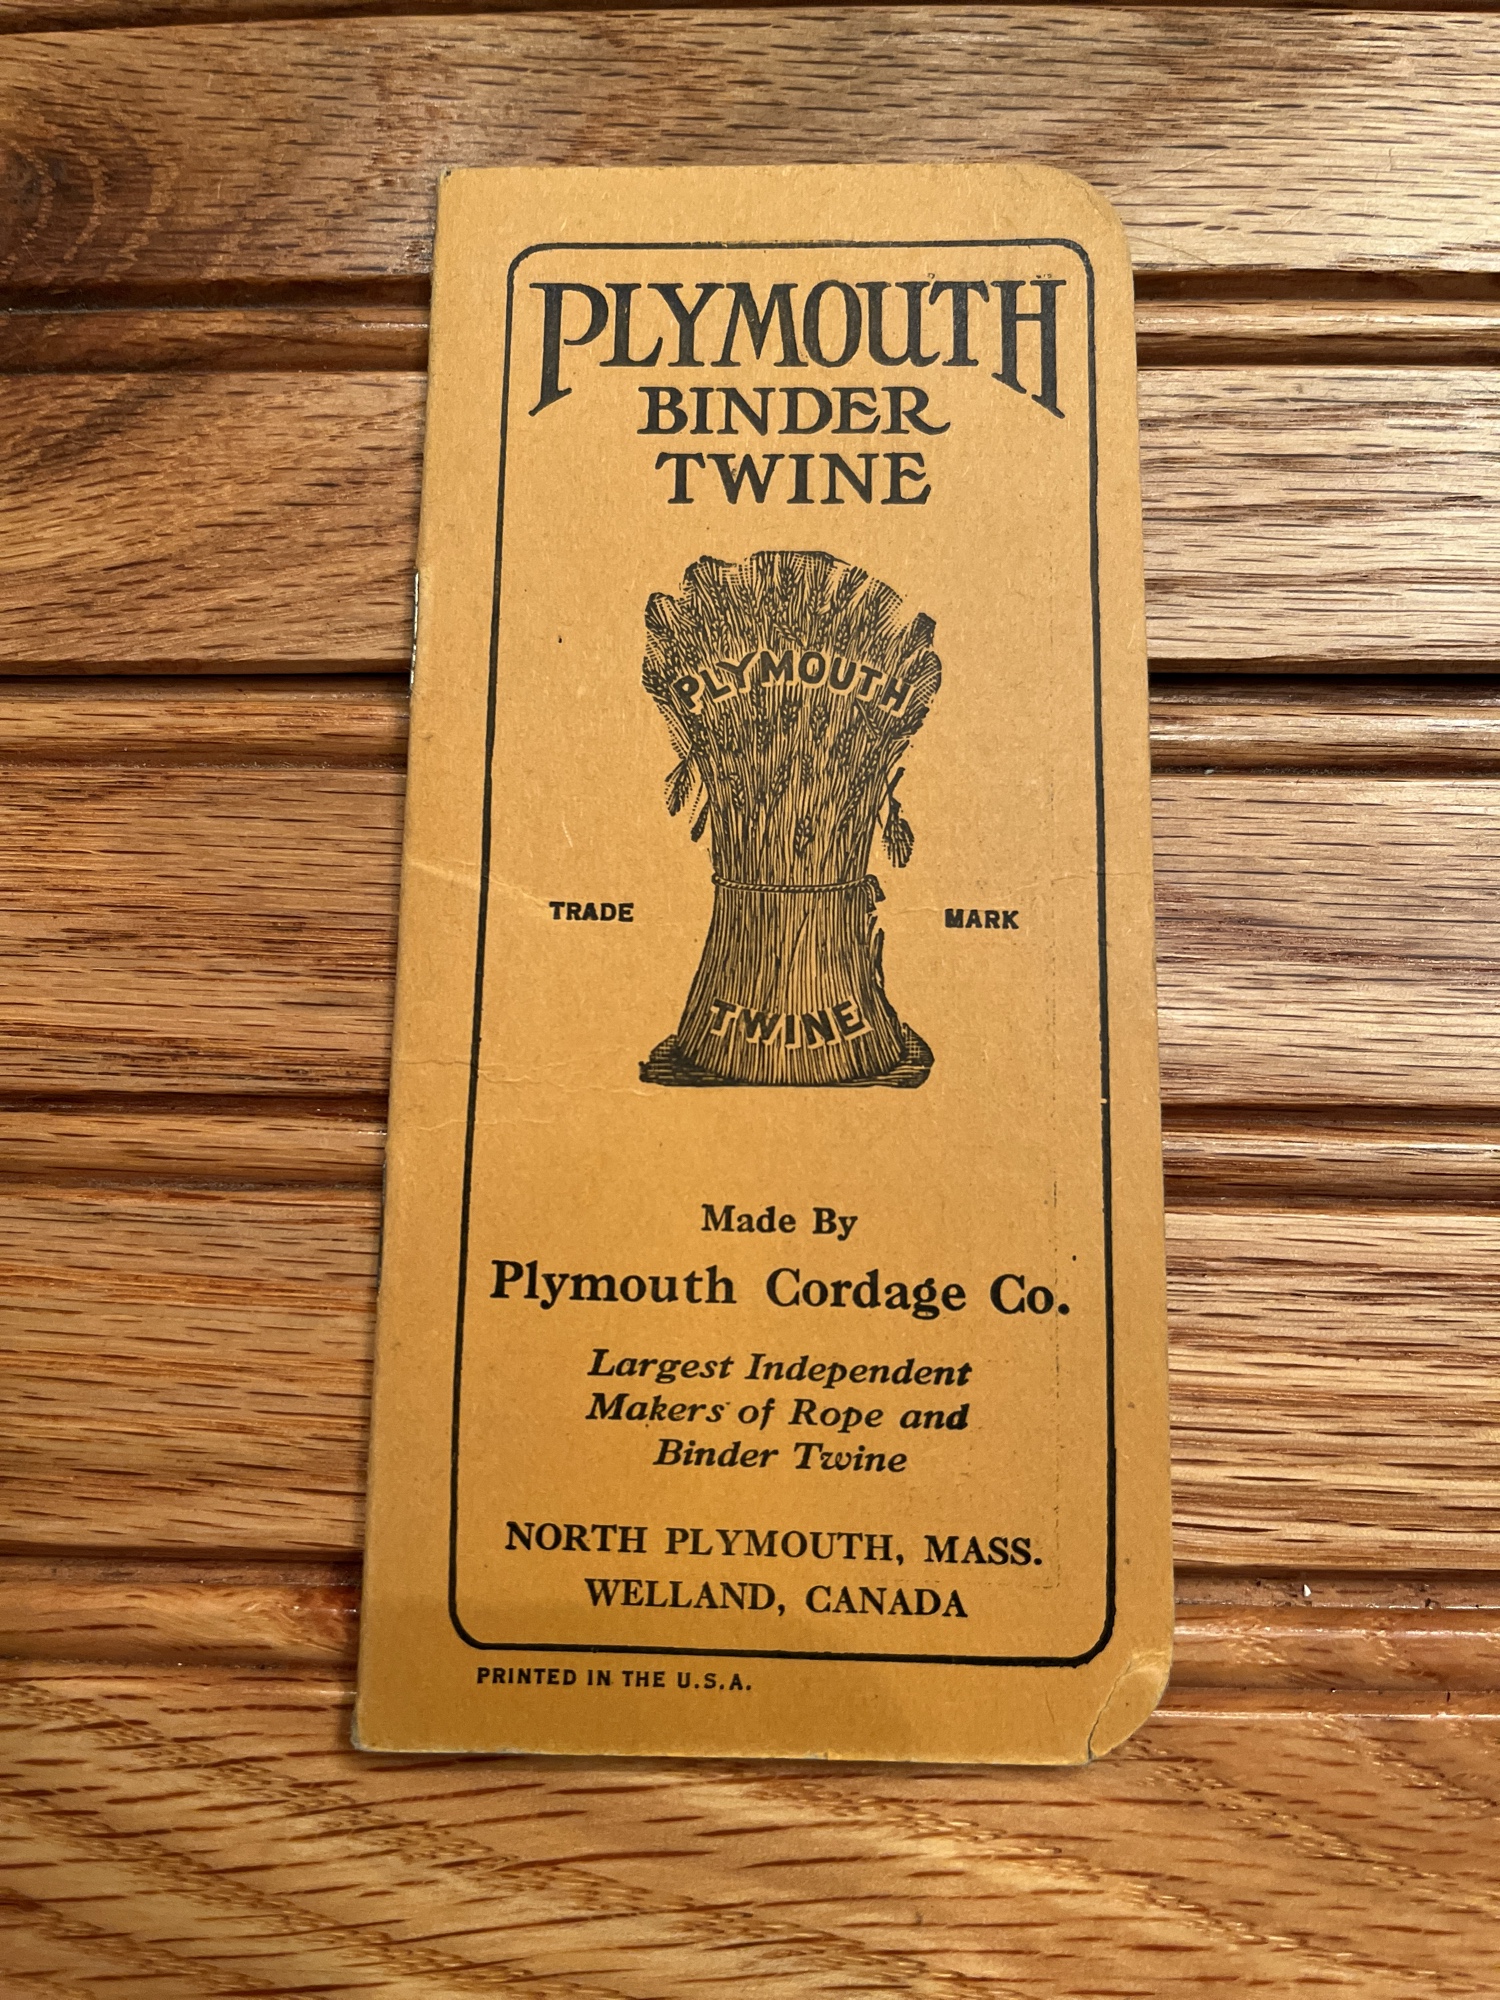 PLYMOUTH
BINDER
TWINE
PLYMOUTH
TRADE MARK
TWINE
Made By
Plymouth Cordage Co.
Largest Independent
Makers of Rope and
Binder Twine
NORTH PLYMOUTH, MASS.
WELLAND, CANADA
PRINTED IN THE U.S.A.